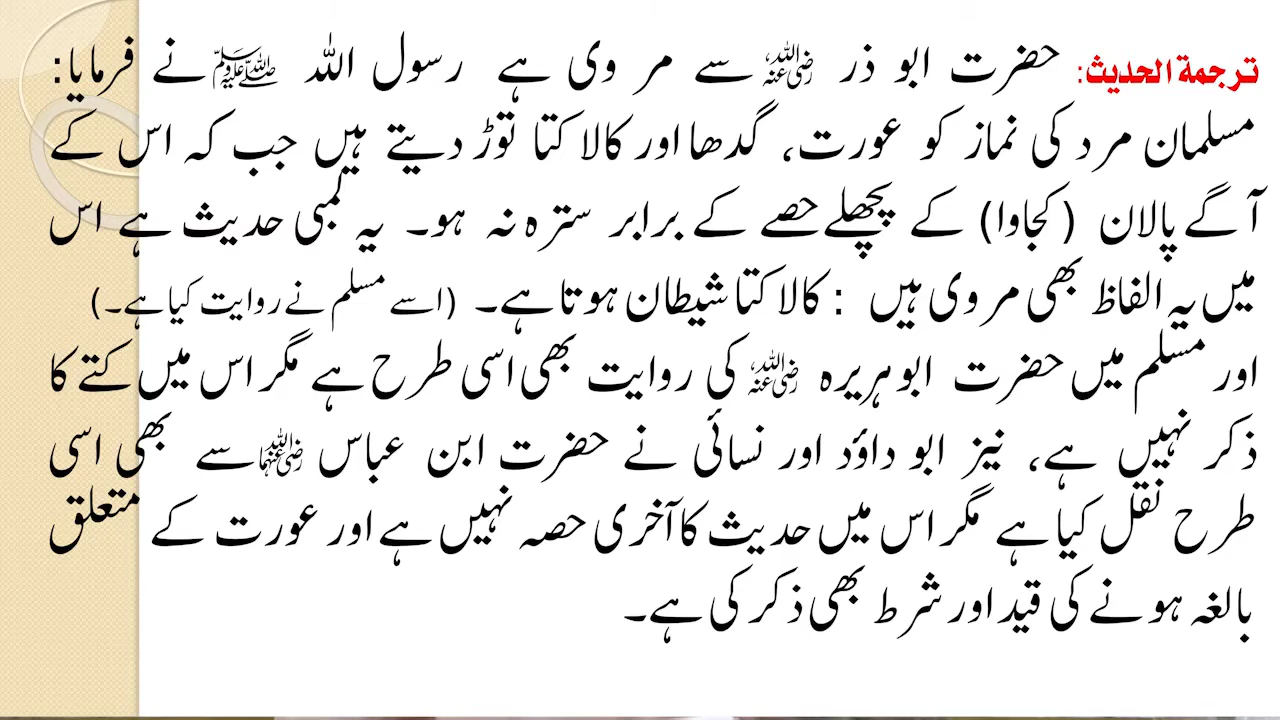 ترجمة الحديث: حضرت ابو ذر رضی اللہ عنہ سے مروی ہے رسول اللہ ﷺ نے فرمایا:
مسلمان مرد کی نماز کو عورت، گدھا اور کالا کتا توڑ دیتے ہیں جب کہ اس کے
آگے پالان (کجاوا) کے پچھلے حصے کے برابر سترہ نہ ہو۔ یہ لمبی حدیث ہے اس
میں یہ الفاظ بھی مروی ہیں : کالا کتا شیطان ہوتا ہے۔ (اسے مسلم نے روایت کیا ہے۔)
اور مسلم میں حضرت ابوہریرہ رضی اللہ عنہ کی روایت بھی اسی طرح ہے مگر اس میں کتے کا
ذکر نہیں ہے، نیز ابو داؤد اور نسائی نے حضرت ابن عباس رضی اللہ عنہما سے بھی اسی
طرح نقل کیا ہے مگر اس میں حدیث کا آخری حصہ نہیں ہے اور عورت کے متعلق
بالغہ ہونے کی قید اور شرط بھی ذکر کی ہے۔